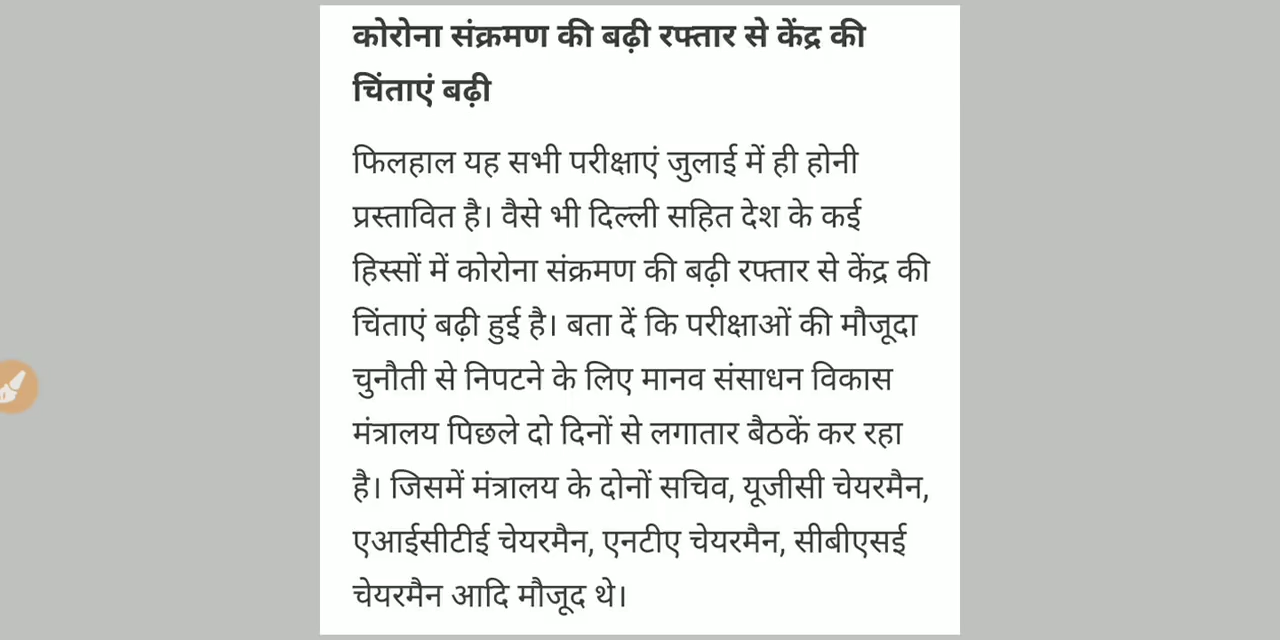 कोरोना संक्रमण की बढ़ी रफ्तार से केंद्र की
चिंताएं बढ़ी
फिलहाल यह सभी परीक्षाएं जुलाई में ही होनी
प्रस्तावित है। वैसे भी दिल्ली सहित देश के कई
हिस्सों में कोरोना संक्रमण की बढ़ी रफ्तार से केंद्र की
चिंताएं बढ़ी हुई है। बता दें कि परीक्षाओं की मौजूदा
चुनौती से निपटने के लिए मानव संसाधन विकास
मंत्रालय पिछले दो दिनों से लगातार बैठकें कर रहा
है। जिसमें मंत्रालय के दोनों सचिव, यूजीसी चेयरमैन,
एआईसीटीई चेयरमैन, एनटीए चेयरमैन, सीबीएसई
चेयरमैन आदि मौजूद थे।